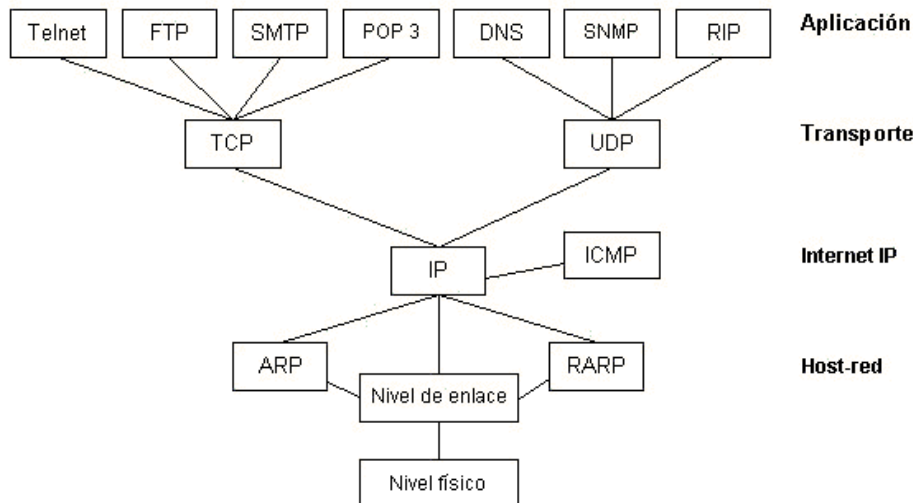 Telnet FTP SMTP POP 3 DNS SNMP RIP Aplicación
TCP UDP Transporte
IP ICMP Internet IP
ARP RARP Host-red
Nivel de enlace
Nivel físico